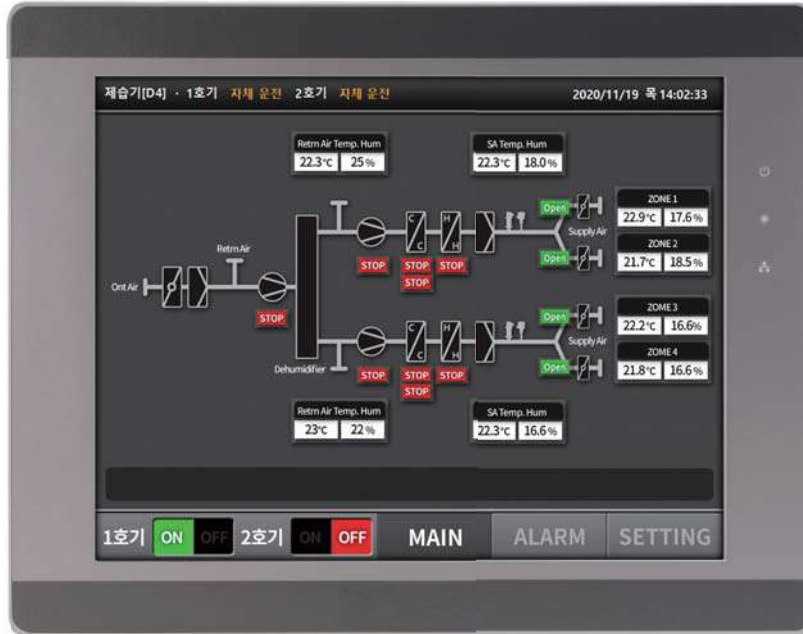 제습기[D4] · 1호기 자체 운전 2호기 자체 운전 2020/11/19 목 14:02:33
Retrn Air Temp. Hum
22.3℃ 25%
SA Temp. Hum
22.3℃ 18.0%
ZONE 1
22.9℃ 17.6%
Open
Supply Air
Open
ZONE 2
21.7℃ 18.5%
Retrn Air
C
C
H
H
STOP STOP STOP
STOP
Ont Air
STOP
ZOME 3
22.2℃ 16.6%
Open
Supply Air
Open
ZOME 4
21.8℃ 16.6%
C
C
H
H
Dehumidifier
STOP STOP STOP
STOP
Retrn Air Temp. Hum
23℃ 22%
SA Temp. Hum
22.3℃ 16.6%
1호기 ON OFF 2호기 ON OFF MAIN ALARM SETTING